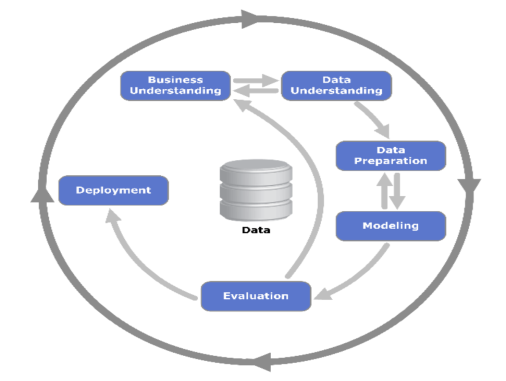 Business
Understanding
Data
Understanding
Data
Preparation
Deployment
Data
Modeling
Evaluation